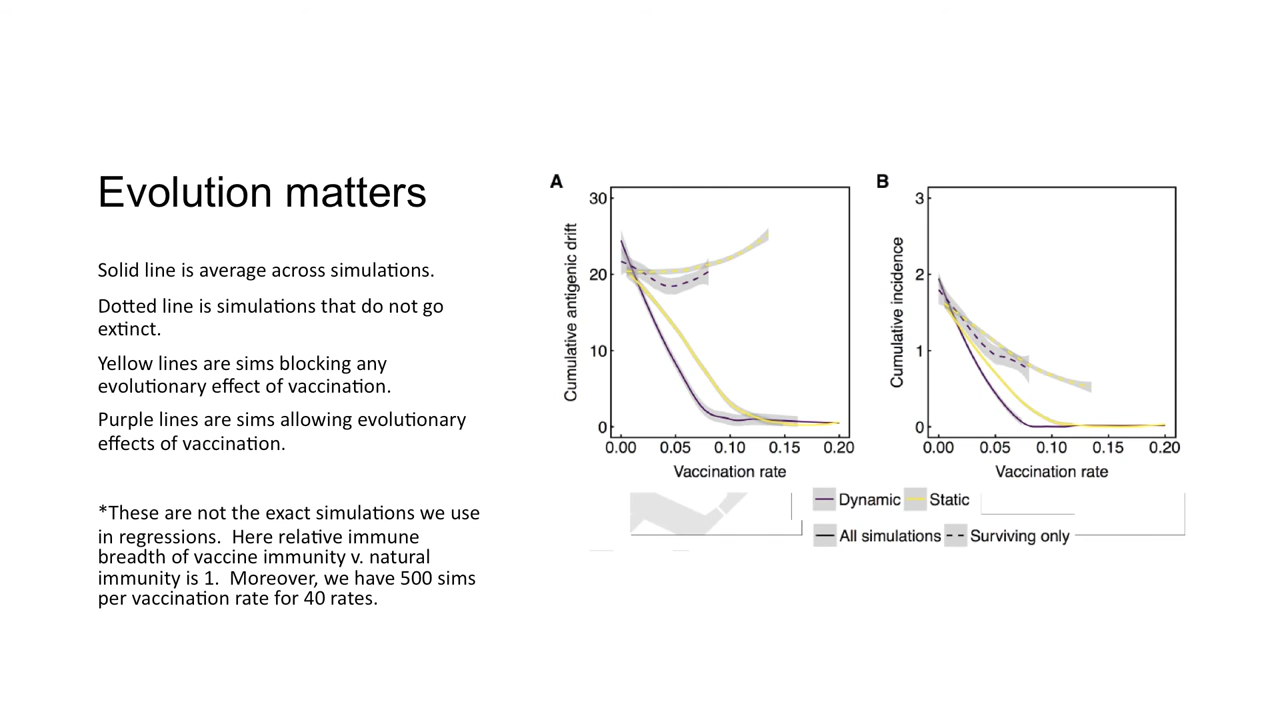 Evolution matters
Solid line is average across simulations.
Dotted line is simulations that do not go
extinct.
Yellow lines are sims blocking any
evolutionary effect of vaccination.
Purple lines are sims allowing evolutionary
effects of vaccination.
*These are not the exact simulations we use
in regressions.  Here relative immune
breadth of vaccine immunity v. natural
immunity is 1.  Moreover, we have 500 sims
per vaccination rate for 40 rates.
A
Cumulative antigenic drift
30
20
10
0
0.00 0.05 0.10 0.15 0.20
Vaccination rate
B
Cumulative incidence
3
2
1
0
0.00 0.05 0.10 0.15 0.20
Vaccination rate
Dynamic Static
All simulations Surviving only